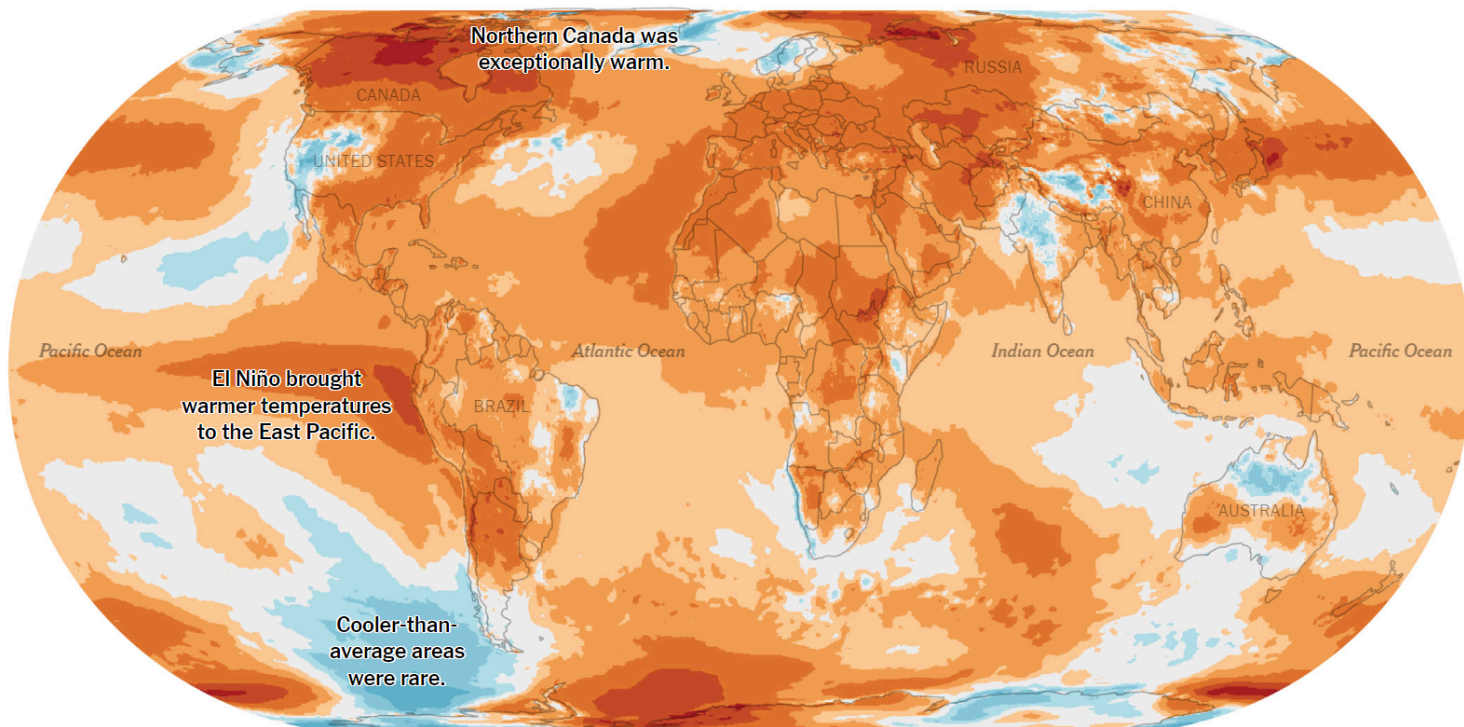 Northern Canada was
exceptionally warm.
RUSSIA
CANADA
UNITED STATES
CHINA
Pacific Ocean
Atlantic Ocean
Indian Ocean
Pacific Ocean
El Niño brought
warmer temperatures
to the East Pacific.
BRAZIL
AUSTRALIA
Cooler-than-
average areas
were rare.